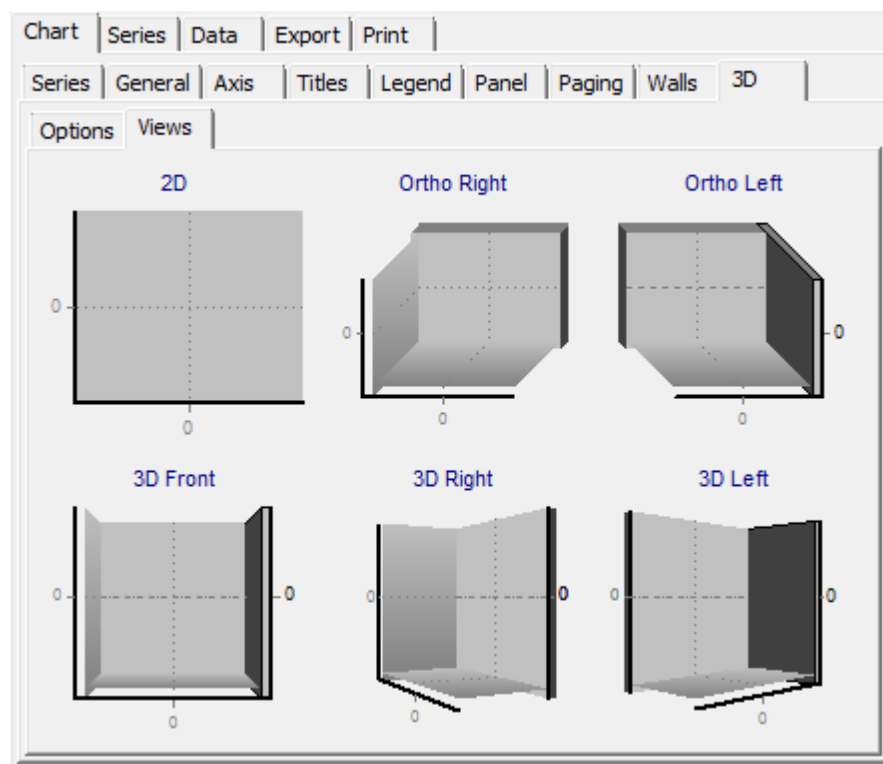 Chart Series Data Export Print
Series General Axis Titles Legend Panel Paging Walls 3D
Options Views
2D Ortho Right Ortho Left
0 0 0
0 0 0
3D Front 3D Right 3D Left
0 0 0 0 0 0
0 0 0